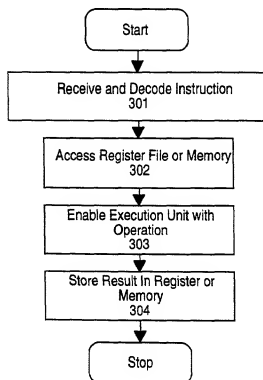 Start
Receive and Decode Instruction
301
Access Register File or Memory
302
Enable Execution Unit with
Operation
303
Store Result In Register or
Memory
304
Stop